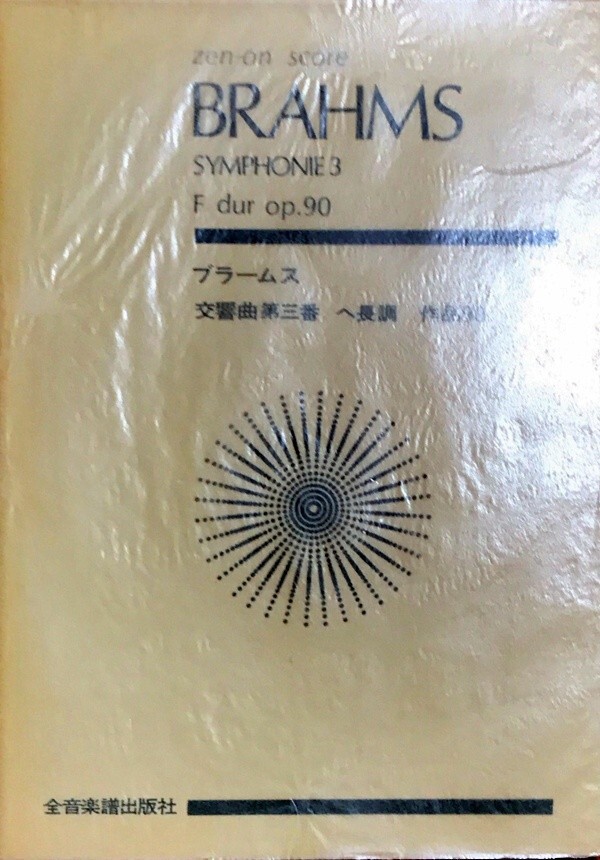 zen-on score
BRAHMS
SYMPHONIE 3
F dur op.90
ブラームス
交響曲第三番 ヘ長調 作品90
全音楽譜出版社